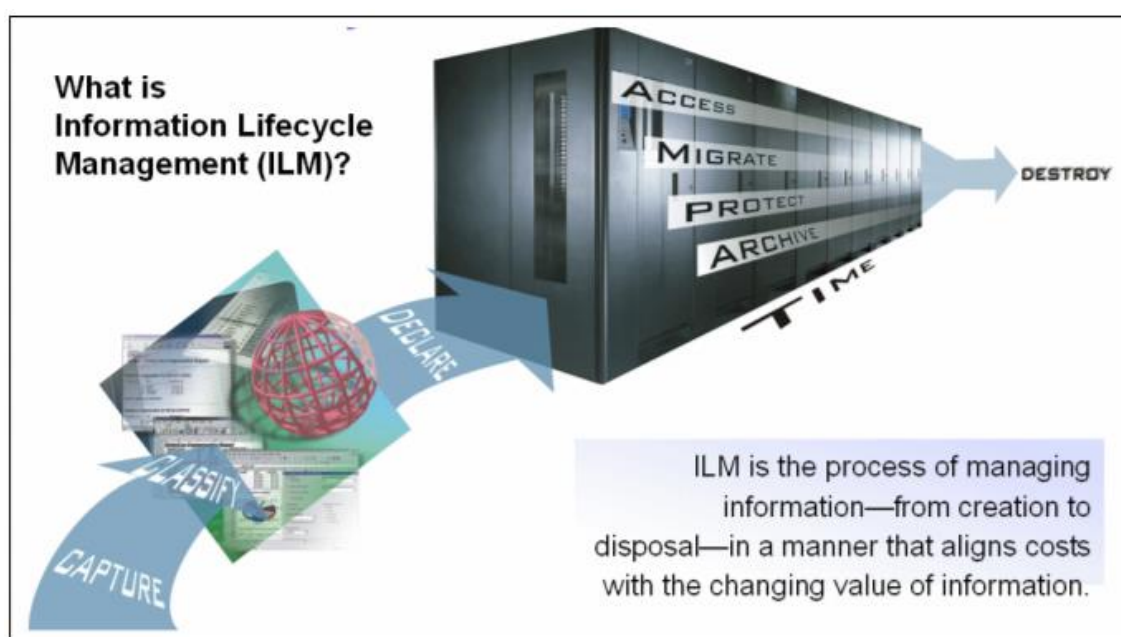 What is
Information Lifecycle
Management (ILM)?
ACCESS
MIGRATE
PROTECT
ARCHIVE
TIME
DESTROY
DECLARE
CLASSIFY
CAPTURE
ILM is the process of managing
information—from creation to
disposal—in a manner that aligns costs
with the changing value of information.